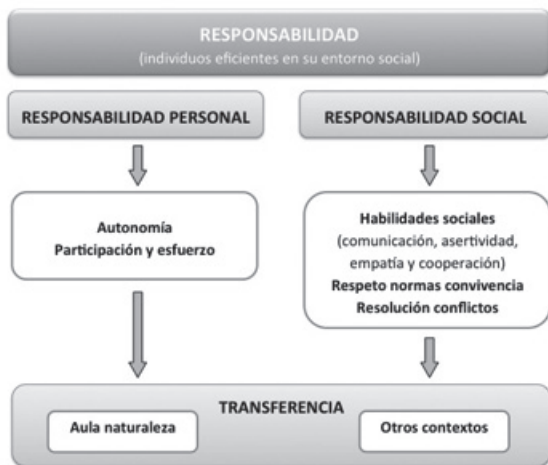 RESPONSABILIDAD
(individuos eficientes en su entorno social)
RESPONSABILIDAD PERSONAL
RESPONSABILIDAD SOCIAL
Autonomía
Participación y esfuerzo
Habilidades sociales
(comunicación, asertividad,
empatía y cooperación)
Respeto normas convivencia
Resolución conflictos
TRANSFERENCIA
Aula naturaleza
Otros contextos